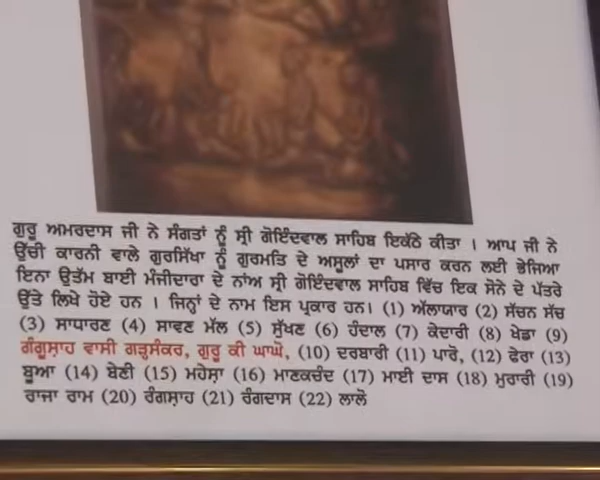 ਗੁਰੂ ਅਮਰਦਾਸ ਜੀ ਨੇ ਸੰਗਤਾਂ ਨੂੰ ਸ੍ਰੀ ਗੋਇੰਦਵਾਲ ਸਾਹਿਬ ਇਕੱਠੇ ਕੀਤਾ । ਆਪ ਜੀ ਨੇ
ਉੱਚੀ ਕਾਰਨੀ ਵਾਲੇ ਗੁਰਸਿੱਖਾ ਨੂੰ ਗੁਰਮਤਿ ਦੇ ਅਸੂਲਾਂ ਦਾ ਪਸਾਰ ਕਰਨ ਲਈ ਭੇਜਿਆ
ਇਨਾ ਉਤੱਮ ਬਾਈ ਮੰਜੀਦਾਰਾ ਦੇ ਨਾਂਅ ਸ੍ਰੀ ਗੋਇੰਦਵਾਲ ਸਾਹਿਬ ਵਿੱਚ ਇਕ ਸੋਨੇ ਦੇ ਪੱਤਰੇ
ਉੱਤੇ ਲਿਖੇ ਹੋਏ ਹਨ । ਜਿਨ੍ਹਾਂ ਦੇ ਨਾਮ ਇਸ ਪ੍ਰਕਾਰ ਹਨ। (1) ਅੱਲਾਯਾਰ (2) ਸੱਚਨ ਸੱਚ
(3) ਸਾਧਾਰਣ (4) ਸਾਵਣ ਮੱਲ (5) ਸੁੱਖਣ (6) ਹੰਦਾਲ (7) ਕੇਦਾਰੀ (8) ਖੇਡਾ (9)
ਗੰਗੂਸ਼ਾਹ ਵਾਸੀ ਗੜ੍ਹਸੰਕਰ, ਗੁਰੂ ਕੀ ਘਾਘੋ, (10) ਦਰਬਾਰੀ (11) ਪਾਰੋ, (12) ਫੇਰਾ (13)
ਬੂਆ (14) ਬੇਣੀ (15) ਮਹੇਸ਼ਾ (16) ਮਾਣਕਚੰਦ (17) ਮਾਈ ਦਾਸ (18) ਮੁਰਾਰੀ (19)
ਰਾਜਾ ਰਾਮ (20) ਰੰਗਸ਼ਾਹ (21) ਰੰਗਦਾਸ (22) ਲਾਲੋ